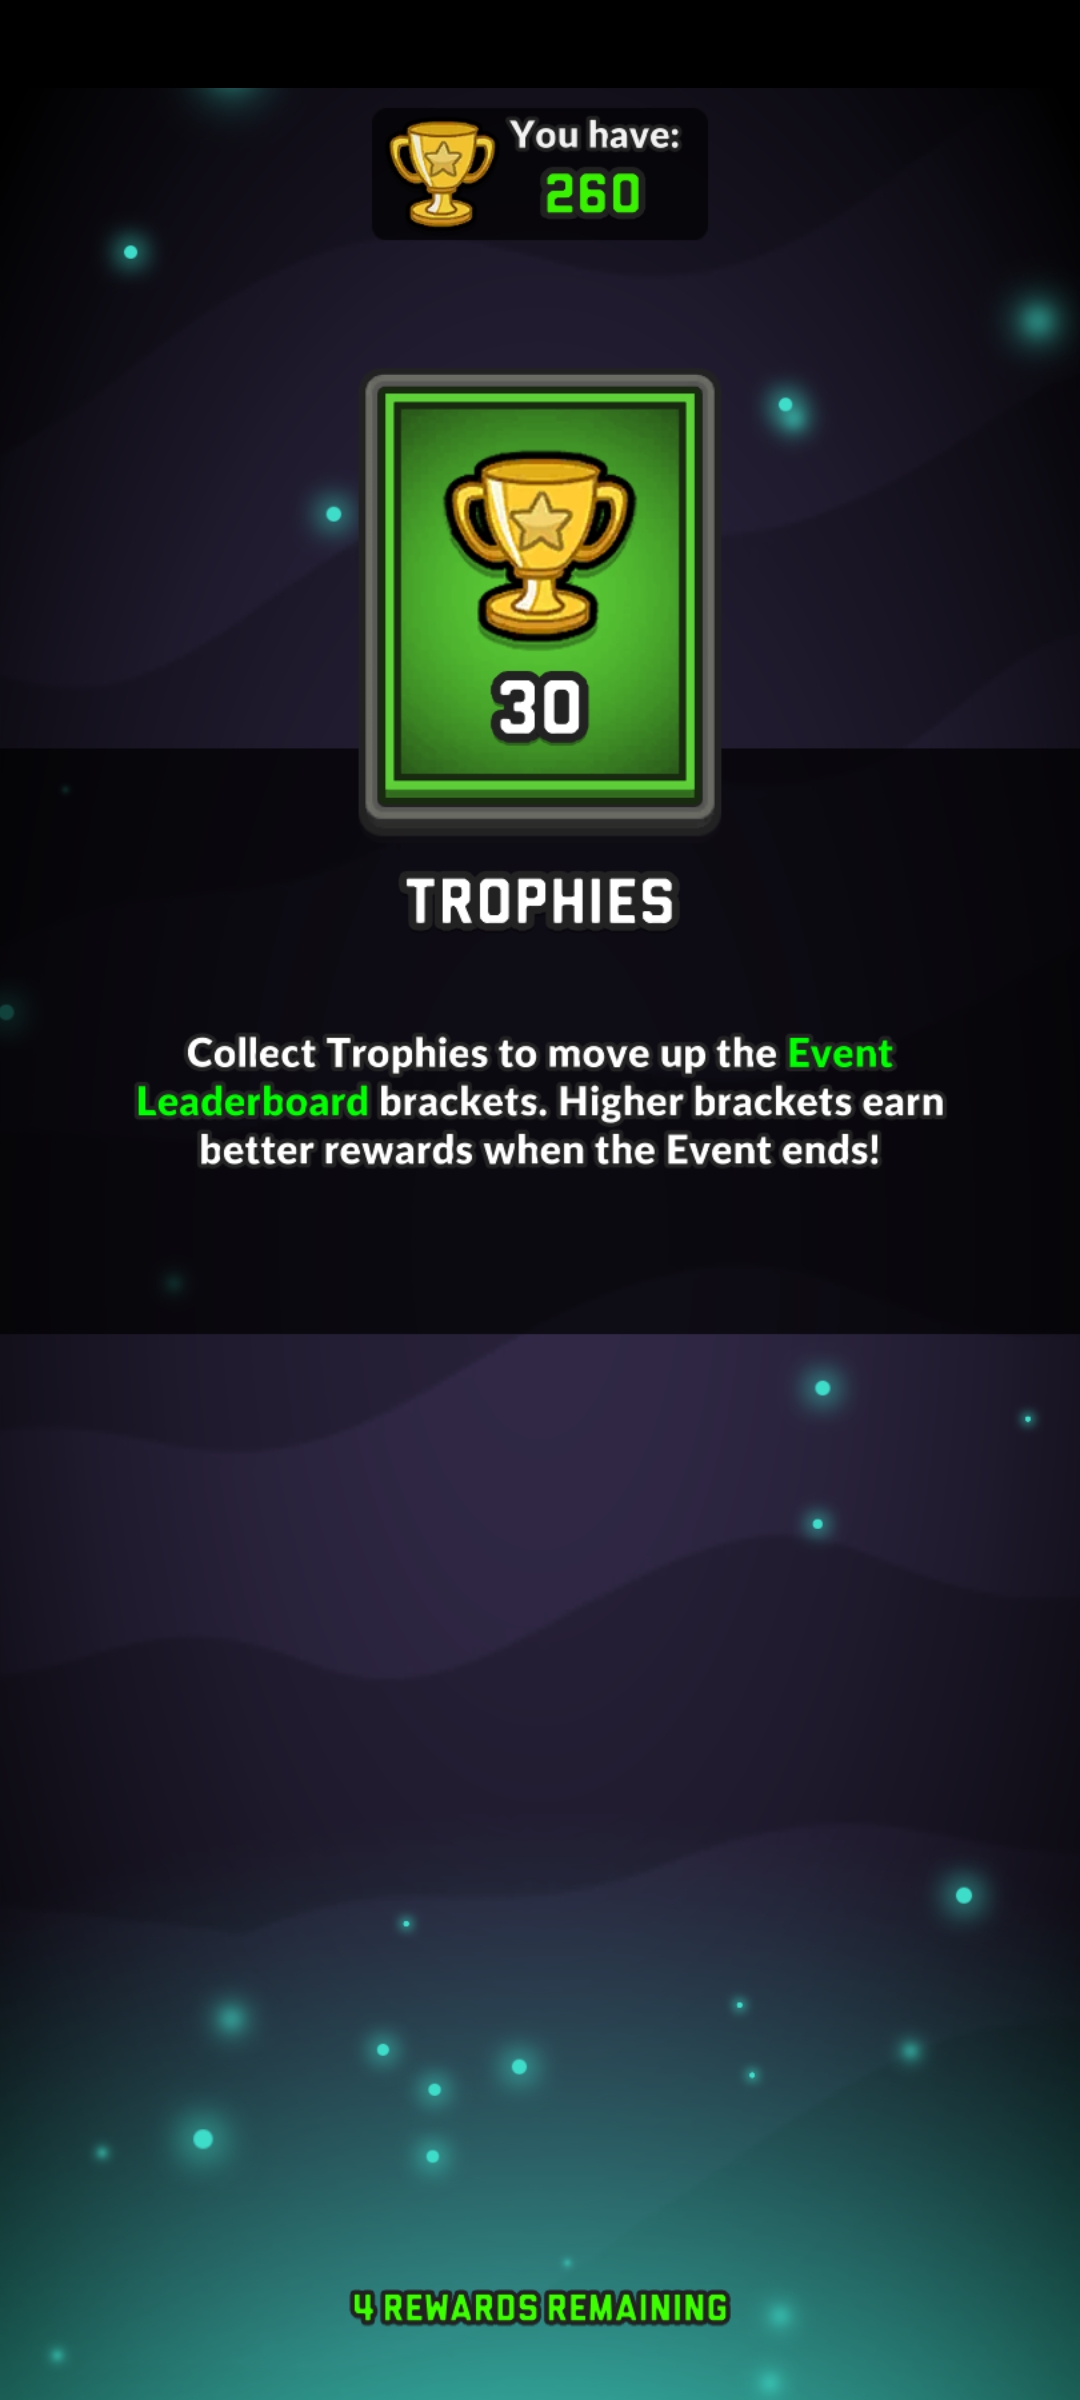 You have:
260
30
TROPHIES
Collect Trophies to move up the Event
Leaderboard brackets. Higher brackets earn
better rewards when the Event ends!
4 REWARDS REMAINING